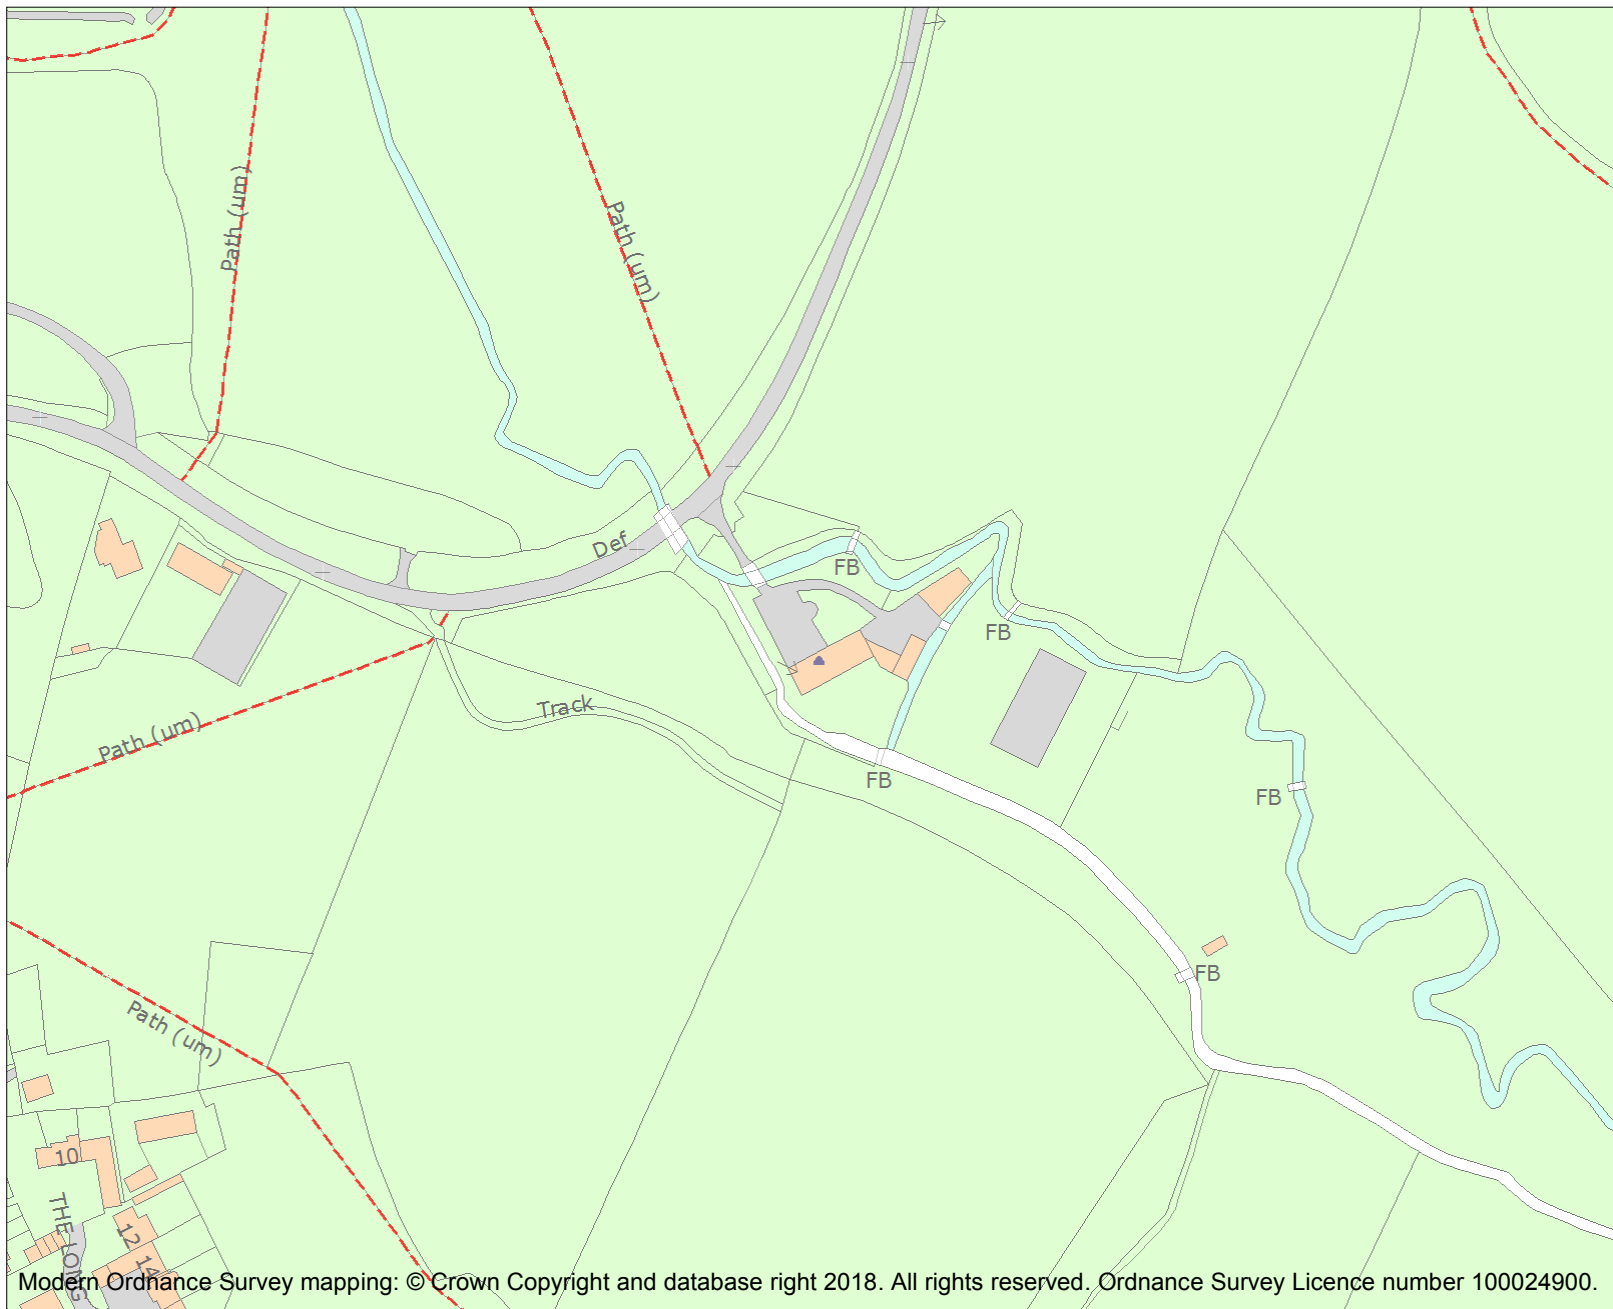 Path (um)
Path (um)
Def
FB
FB
Track
Path (um)
FB
FB
FB
Path (um)
10
THE LONG
12
14
Modern Ordnance Survey mapping: © Crown Copyright and database right 2018. All rights reserved. Ordnance Survey Licence number 100024900.